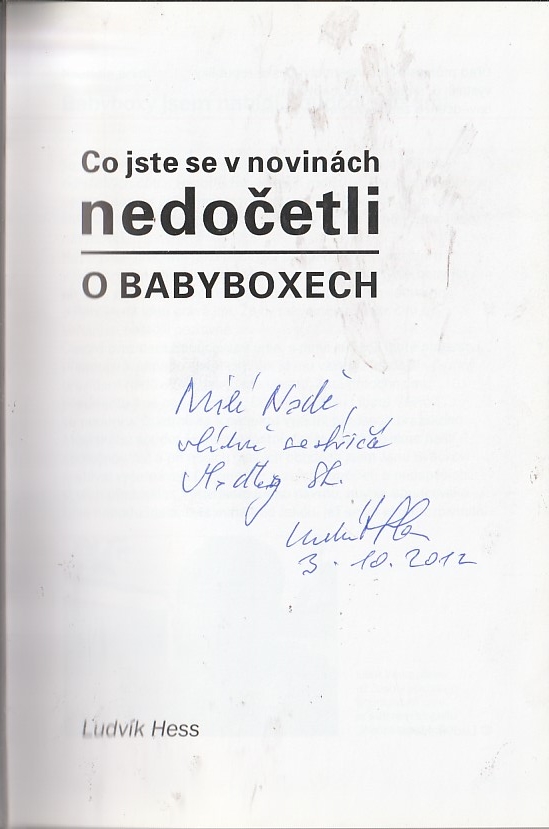 Co jste se v novinách
nedočetli
O BABYBOXECH
Milé Nadě,
vlídné sestřičce
3. 10. 2012
Ludvík Hess